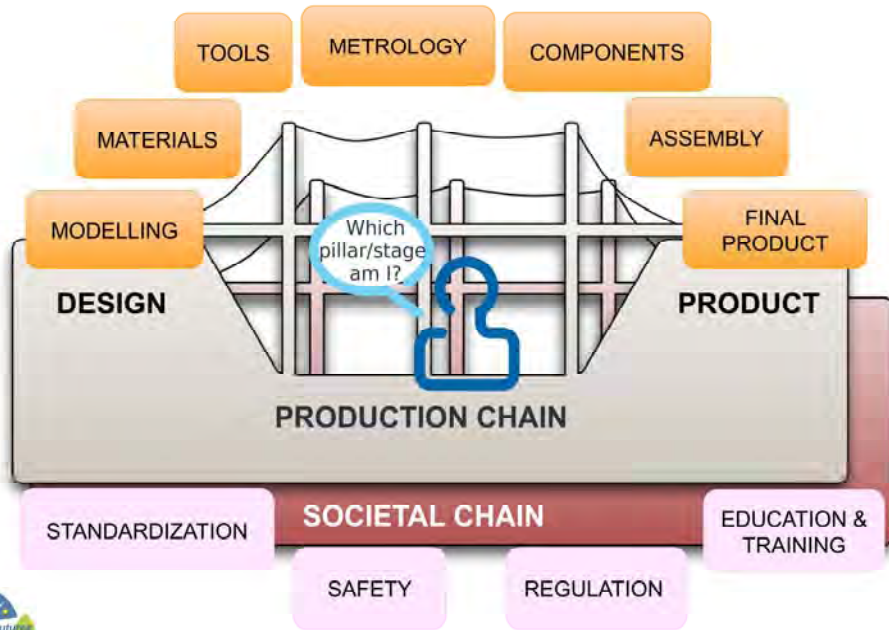 TOOLS
METROLOGY
COMPONENTS
MATERIALS
ASSEMBLY
MODELLING
FINAL
PRODUCT
Which
pillar/stage
am I?
DESIGN
PRODUCT
PRODUCTION CHAIN
SOCIETAL CHAIN
STANDARDIZATION
EDUCATION &
TRAINING
SAFETY
REGULATION